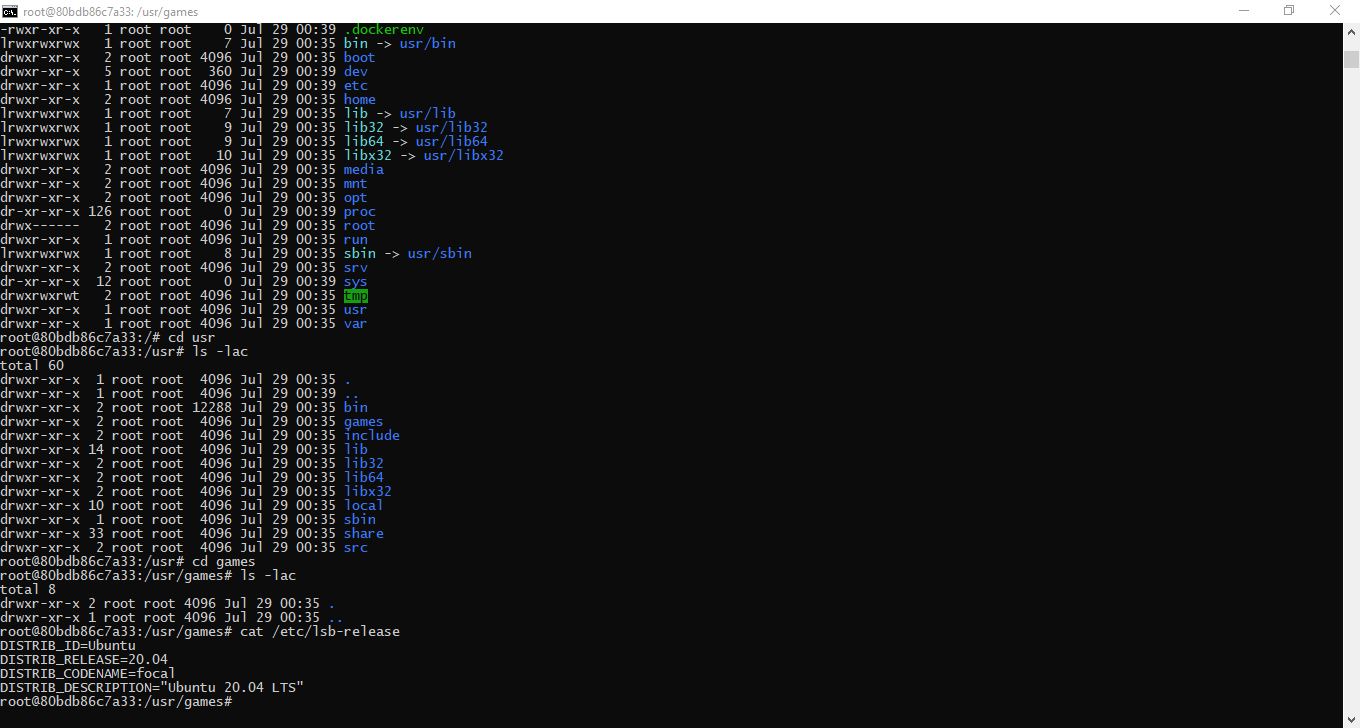 root@80bdb86c7a33: /usr/games
-rwxr-xr-x   1 root root    0 Jul 29 00:39 .dockerenv
lrwxrwxrwx   1 root root    7 Jul 29 00:35 bin -> usr/bin
drwxr-xr-x   2 root root 4096 Jul 29 00:35 boot
drwxr-xr-x   5 root root  360 Jul 29 00:39 dev
drwxr-xr-x   1 root root 4096 Jul 29 00:39 etc
drwxr-xr-x   2 root root 4096 Jul 29 00:35 home
lrwxrwxrwx   1 root root    7 Jul 29 00:35 lib -> usr/lib
lrwxrwxrwx   1 root root    9 Jul 29 00:35 lib32 -> usr/lib32
lrwxrwxrwx   1 root root    9 Jul 29 00:35 lib64 -> usr/lib64
lrwxrwxrwx   1 root root   10 Jul 29 00:35 libx32 -> usr/libx32
drwxr-xr-x   2 root root 4096 Jul 29 00:35 media
drwxr-xr-x   2 root root 4096 Jul 29 00:35 mnt
drwxr-xr-x   2 root root 4096 Jul 29 00:35 opt
dr-xr-xr-x 126 root root    0 Jul 29 00:39 proc
drwx------   2 root root 4096 Jul 29 00:35 root
drwxr-xr-x   1 root root 4096 Jul 29 00:35 run
lrwxrwxrwx   1 root root    8 Jul 29 00:35 sbin -> usr/sbin
drwxr-xr-x   2 root root 4096 Jul 29 00:35 srv
dr-xr-xr-x  12 root root    0 Jul 29 00:39 sys
drwxrwxrwt   2 root root 4096 Jul 29 00:35 tmp
drwxr-xr-x   1 root root 4096 Jul 29 00:35 usr
drwxr-xr-x   1 root root 4096 Jul 29 00:35 var
root@80bdb86c7a33:/# cd usr
root@80bdb86c7a33:/usr# ls -lac
total 60
drwxr-xr-x  1 root root  4096 Jul 29 00:35 .
drwxr-xr-x  1 root root  4096 Jul 29 00:39 ..
drwxr-xr-x  2 root root 12288 Jul 29 00:35 bin
drwxr-xr-x  2 root root  4096 Jul 29 00:35 games
drwxr-xr-x  2 root root  4096 Jul 29 00:35 include
drwxr-xr-x 14 root root  4096 Jul 29 00:35 lib
drwxr-xr-x  2 root root  4096 Jul 29 00:35 lib32
drwxr-xr-x  2 root root  4096 Jul 29 00:35 lib64
drwxr-xr-x  2 root root  4096 Jul 29 00:35 libx32
drwxr-xr-x 10 root root  4096 Jul 29 00:35 local
drwxr-xr-x  1 root root  4096 Jul 29 00:35 sbin
drwxr-xr-x 33 root root  4096 Jul 29 00:35 share
drwxr-xr-x  2 root root  4096 Jul 29 00:35 src
root@80bdb86c7a33:/usr# cd games
root@80bdb86c7a33:/usr/games# ls -lac
total 8
drwxr-xr-x 2 root root 4096 Jul 29 00:35 .
drwxr-xr-x 1 root root 4096 Jul 29 00:35 ..
root@80bdb86c7a33:/usr/games# cat /etc/lsb-release
DISTRIB_ID=Ubuntu
DISTRIB_RELEASE=20.04
DISTRIB_CODENAME=focal
DISTRIB_DESCRIPTION="Ubuntu 20.04 LTS"
root@80bdb86c7a33:/usr/games#